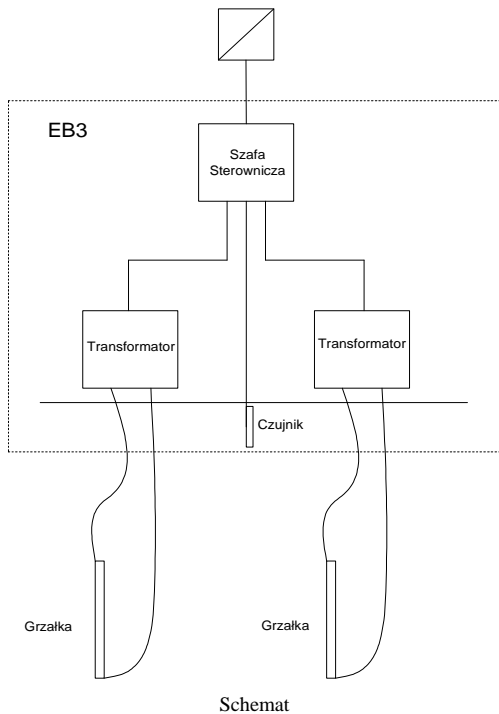 EB3
Szafa
Sterownicza
Transformator
Transformator
Czujnik
Grzałka
Grzałka
Schemat